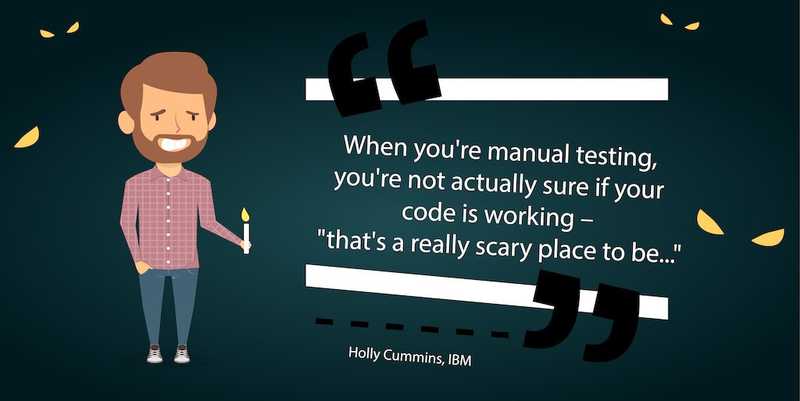 When you're manual testing,
you're not actually sure if your
code is working –
"that's a really scary place to be..."
Holly Cummins, IBM